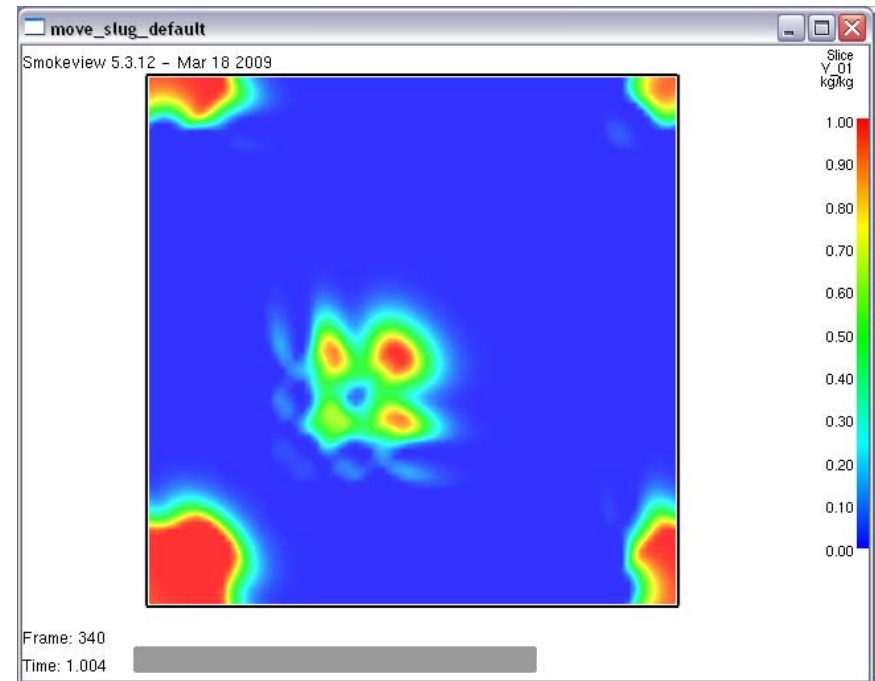 move_slug_default
Smokeview 5.3.12 - Mar 18 2009
Slice
Y_01
kg/kg
1.00
0.90
0.80
0.70
0.60
0.50
0.40
0.30
0.20
0.10
0.00
Frame: 340
Time: 1.004